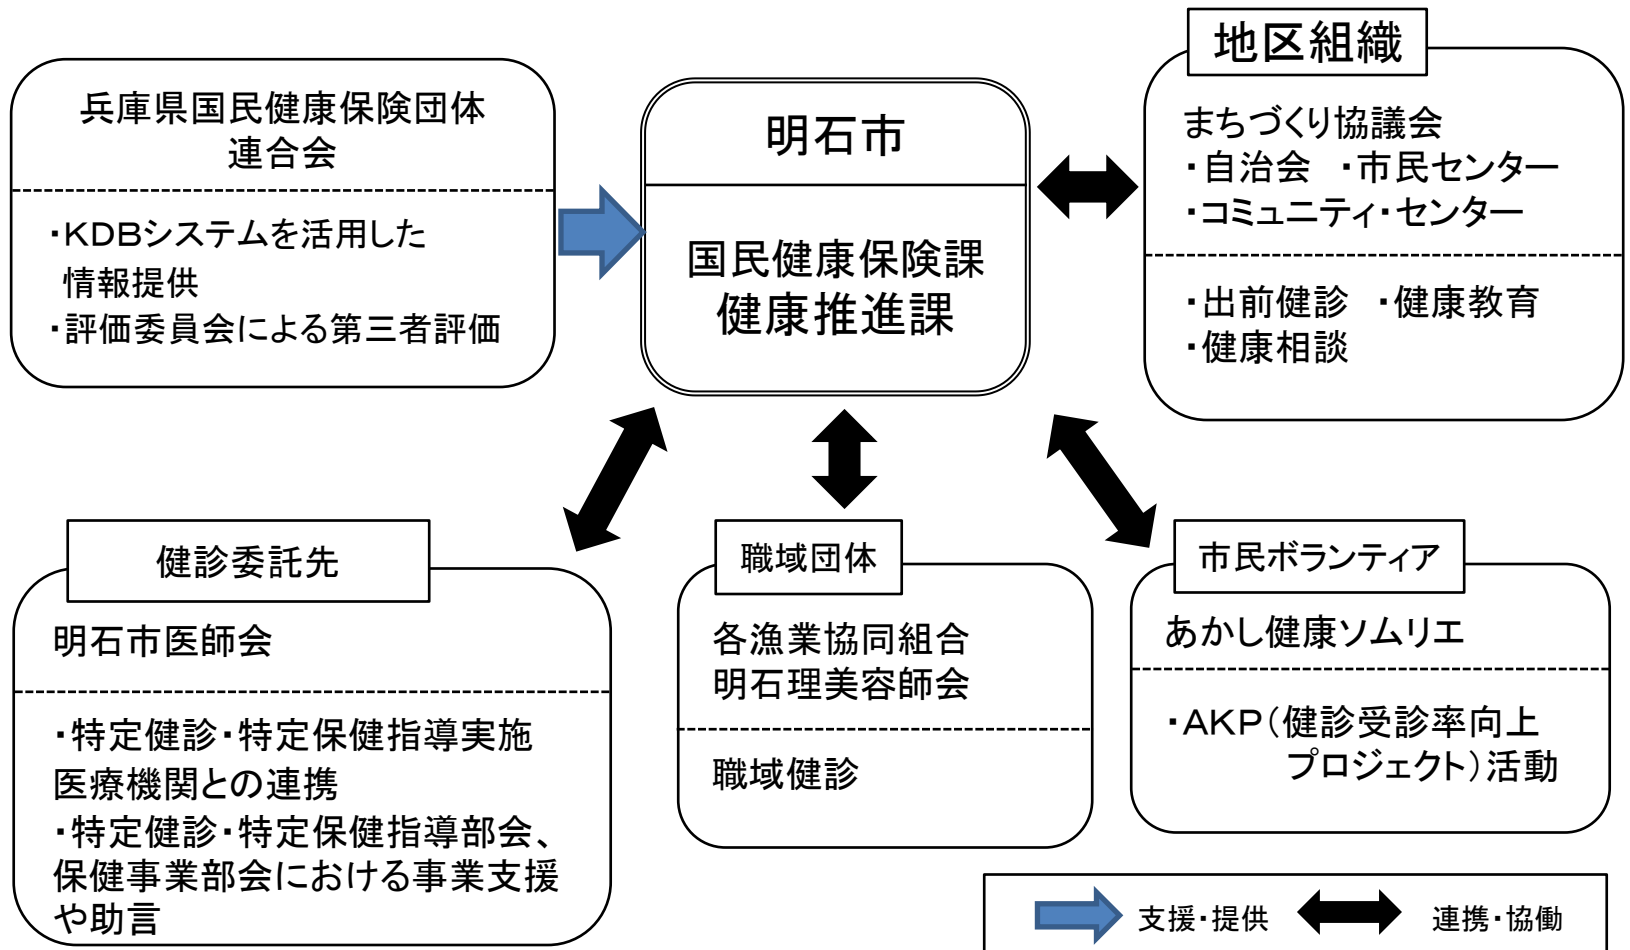 兵庫県国民健康保険団体
連合会
・KDBシステムを活用した
情報提供
・評価委員会による第三者評価
明石市
国民健康保険課
健康推進課
地区組織
まちづくり協議会
・自治会 ・市民センター
・コミュニティ・センター
・出前健診 ・健康教育
・健康相談
健診委託先
明石市医師会
・特定健診・特定保健指導実施
医療機関との連携
・特定健診・特定保健指導部会、
保健事業部会における事業支援
や助言
職域団体
各漁業協同組合
明石理美容師会
職域健診
市民ボランティア
あかし健康ソムリエ
・AKP(健診受診率向上
プロジェクト)活動
支援・提供 連携・協働